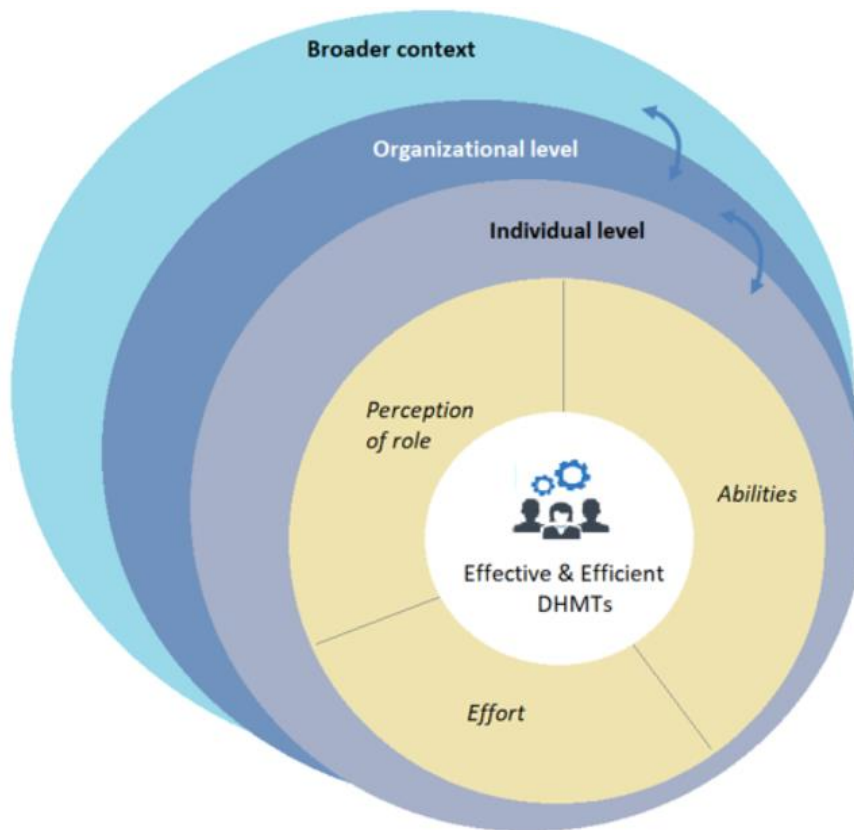 Broader context
Organizational level
Individual level
Perception
of role
Abilities
Effective & Efficient
DHMTs
Effort